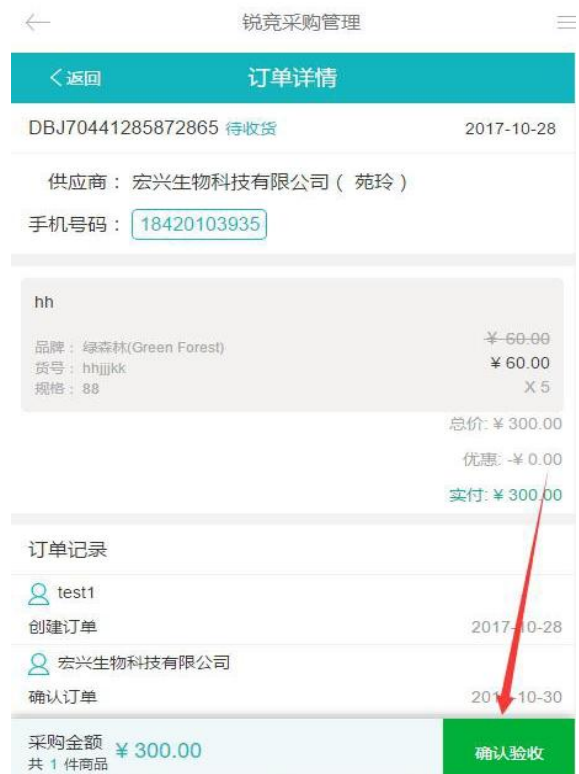 锐竞采购管理
返回 订单详情
DBJ70441285872865 待收货 2017-10-28
供应商： 宏兴生物科技有限公司（ 苑玲）
手机号码： 18420103935
hh
品牌： 绿森林(Green Forest) ¥ 60.00
货号： hhjjjkk ¥ 60.00
规格： 88 X 5
总价: ¥ 300.00
优惠: -¥ 0.00
实付: ¥ 300.00
订单记录
test1
创建订单 2017-10-28
宏兴生物科技有限公司
确认订单 2017-10-30
采购金额 ¥ 300.00 确认验收
共 1 件商品